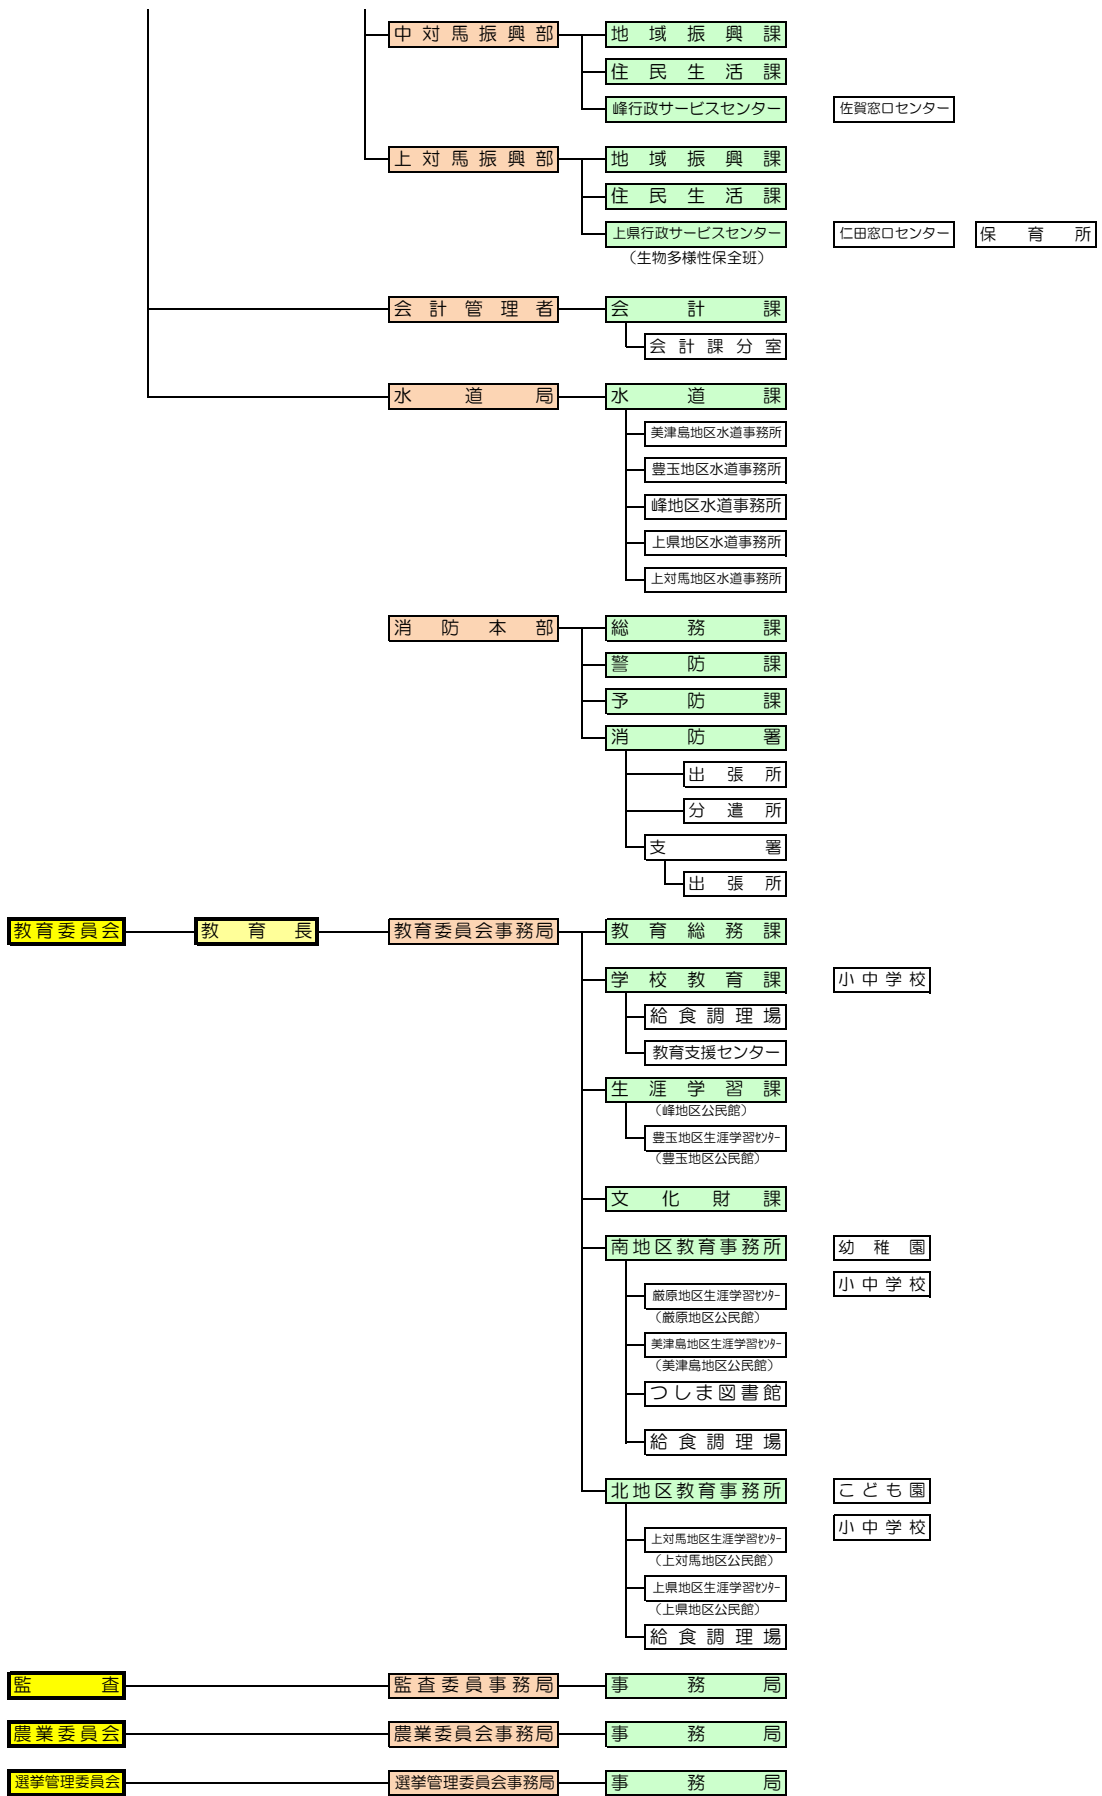 中対馬振興部 地域振興課
住民生活課
峰行政サービスセンター 佐賀窓口センター
上対馬振興部 地域振興課
住民生活課
上県行政サービスセンター 仁田窓口センター 保育所
（生物多様性保全班）
会計管理者 会計課
会計課分室
水道局 水道課
美津島地区水道事務所
豊玉地区水道事務所
峰地区水道事務所
上県地区水道事務所
上対馬地区水道事務所
消防本部 総務課
警防課
予防課
消防署
出張所
分遣所
支署
出張所
教育委員会 教育長 教育委員会事務局 教育総務課
学校教育課 小中学校
給食調理場
教育支援センター
生涯学習課
（峰地区公民館）
豊玉地区生涯学習ｾﾝﾀｰ
（豊玉地区公民館）
文化財課
南地区教育事務所 幼稚園
小中学校
厳原地区生涯学習ｾﾝﾀｰ
（厳原地区公民館）
美津島地区生涯学習ｾﾝﾀｰ
（美津島地区公民館）
つしま図書館
給食調理場
北地区教育事務所 こども園
小中学校
上対馬地区生涯学習ｾﾝﾀｰ
（上対馬地区公民館）
上県地区生涯学習ｾﾝﾀｰ
（上県地区公民館）
給食調理場
監査 監査委員事務局 事務局
農業委員会 農業委員会事務局 事務局
選挙管理委員会 選挙管理委員会事務局 事務局